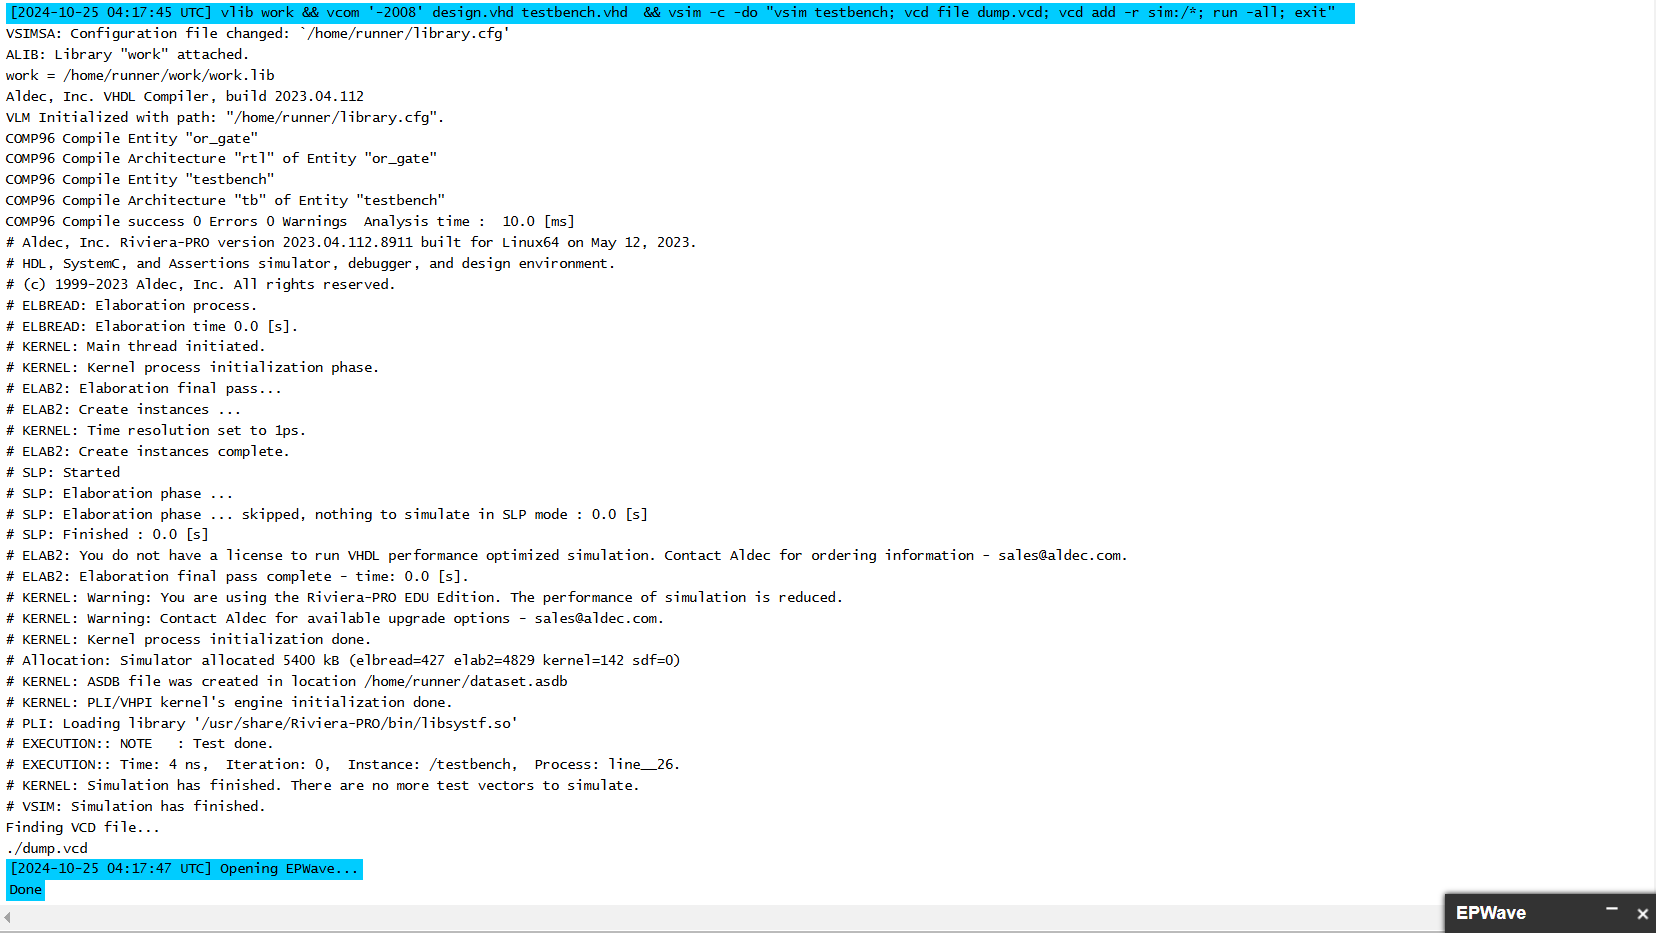 [2024-10-25 04:17:45 UTC] vlib work && vcom '-2008' design.vhd testbench.vhd  && vsim -c -do "vsim testbench; vcd file dump.vcd; vcd add -r sim:/*; run -all; exit"
VSIMSA: Configuration file changed: `/home/runner/library.cfg'
ALIB: Library "work" attached.
work = /home/runner/work/work.lib
Aldec, Inc. VHDL Compiler, build 2023.04.112
VLM Initialized with path: "/home/runner/library.cfg".
COMP96 Compile Entity "or_gate"
COMP96 Compile Architecture "rtl" of Entity "or_gate"
COMP96 Compile Entity "testbench"
COMP96 Compile Architecture "tb" of Entity "testbench"
COMP96 Compile success 0 Errors 0 Warnings  Analysis time :  10.0 [ms]
# Aldec, Inc. Riviera-PRO version 2023.04.112.8911 built for Linux64 on May 12, 2023.
# HDL, SystemC, and Assertions simulator, debugger, and design environment.
# (c) 1999-2023 Aldec, Inc. All rights reserved.
# ELBREAD: Elaboration process.
# ELBREAD: Elaboration time 0.0 [s].
# KERNEL: Main thread initiated.
# KERNEL: Kernel process initialization phase.
# ELAB2: Elaboration final pass...
# ELAB2: Create instances ...
# KERNEL: Time resolution set to 1ps.
# ELAB2: Create instances complete.
# SLP: Started
# SLP: Elaboration phase ...
# SLP: Elaboration phase ... skipped, nothing to simulate in SLP mode : 0.0 [s]
# SLP: Finished : 0.0 [s]
# ELAB2: You do not have a license to run VHDL performance optimized simulation. Contact Aldec for ordering information - sales@aldec.com.
# ELAB2: Elaboration final pass complete - time: 0.0 [s].
# KERNEL: Warning: You are using the Riviera-PRO EDU Edition. The performance of simulation is reduced.
# KERNEL: Warning: Contact Aldec for available upgrade options - sales@aldec.com.
# KERNEL: Kernel process initialization done.
# Allocation: Simulator allocated 5400 kB (elbread=427 elab2=4829 kernel=142 sdf=0)
# KERNEL: ASDB file was created in location /home/runner/dataset.asdb
# KERNEL: PLI/VHPI kernel's engine initialization done.
# PLI: Loading library '/usr/share/Riviera-PRO/bin/libsystf.so'
# EXECUTION:: NOTE   : Test done.
# EXECUTION:: Time: 4 ns,  Iteration: 0,  Instance: /testbench,  Process: line__26.
# KERNEL: Simulation has finished. There are no more test vectors to simulate.
# VSIM: Simulation has finished.
Finding VCD file...
./dump.vcd
[2024-10-25 04:17:47 UTC] Opening EPWave...
Done
EPWave